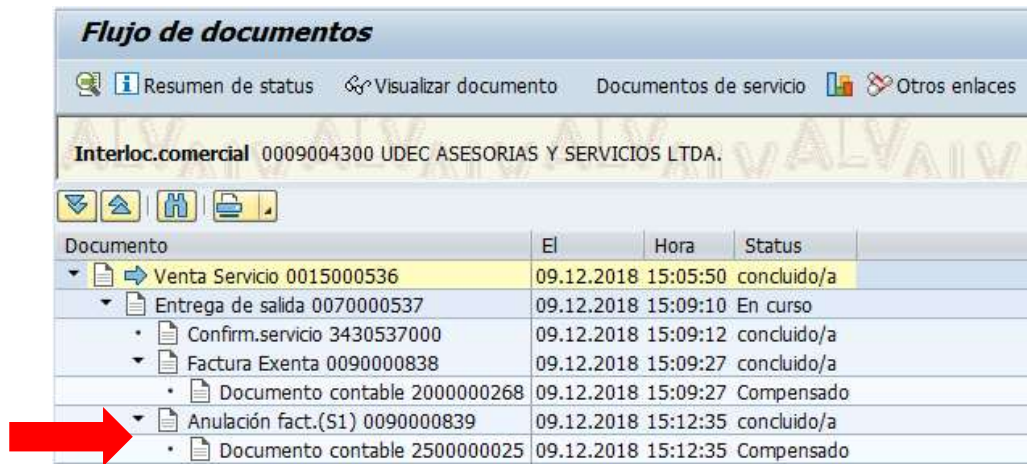 Flujo de documentos
Resumen de status Visualizar documento Documentos de servicio Otros enlaces
Interloc.comercial 0009004300 UDEC ASESORIAS Y SERVICIOS LTDA.
Documento El Hora Status
Venta Servicio 0015000536 09.12.2018 15:05:50 concluido/a
Entrega de salida 0070000537 09.12.2018 15:09:10 En curso
Confirm.servicio 3430537000 09.12.2018 15:09:12 concluido/a
Factura Exenta 0090000838 09.12.2018 15:09:27 concluido/a
Documento contable 2000000268 09.12.2018 15:09:27 Compensado
Anulación fact.(S1) 0090000839 09.12.2018 15:12:35 concluido/a
Documento contable 2500000025 09.12.2018 15:12:35 Compensado